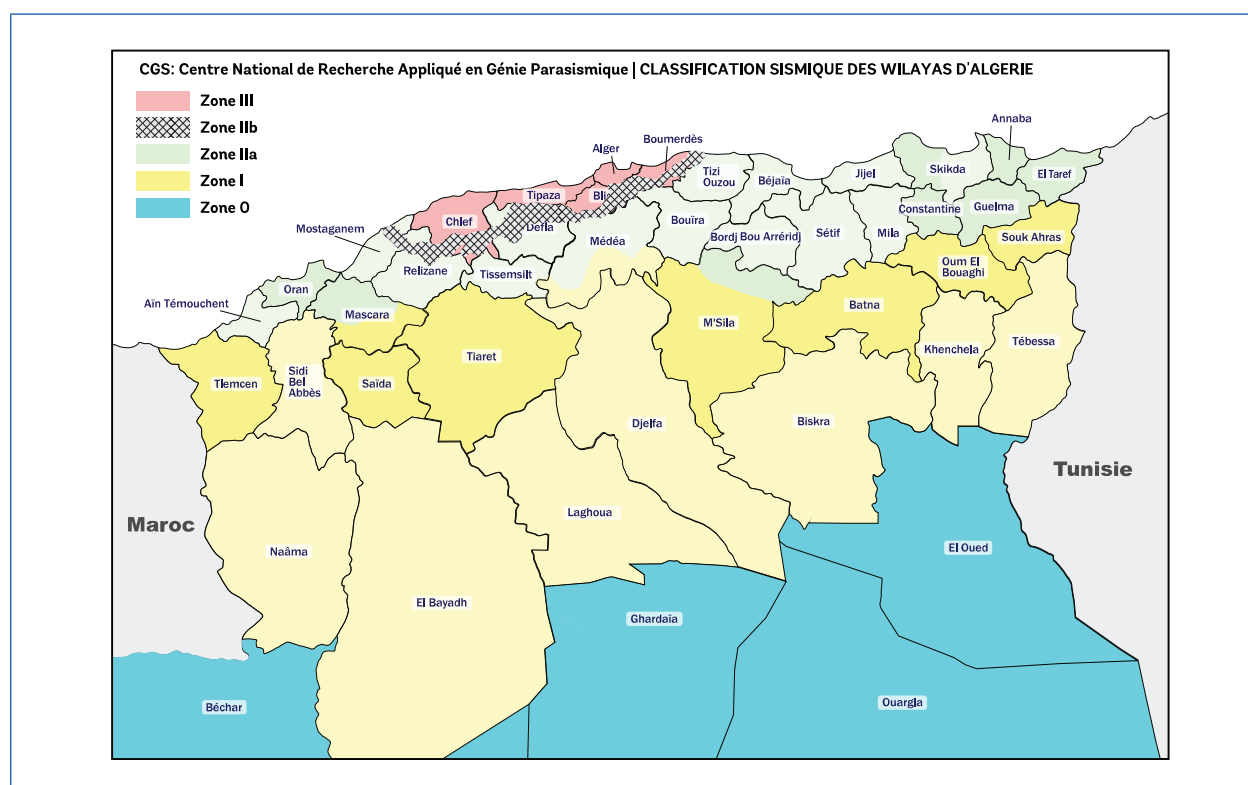 CGS: Centre National de Recherche Appliqué en Génie Parasismique | CLASSIFICATION SISMIQUE DES WILAYAS D'ALGERIE
Zone III
Zone IIb
Zone IIa
Zone I
Zone 0
Annaba
Boumerdès
Alger
Tizi
Ouzou
Béjaïa
Jijel
Skikda
El Taref
Tipaza
Bli
Chlef
Constantine
Guelma
Mostaganem
Defla
Médéa
Bouïra
Bordj Bou Arréridj
Sétif
Mila
Souk Ahras
Relizane
Tissemsilt
Oum El
Bouaghi
Oran
Aïn Témouchent
Mascara
M'Sila
Batna
Tiaret
Khenchela
Tébessa
Tlemcen
Sidi
Bel
Abbès
Saïda
Djelfa
Biskra
Tunisie
Maroc
Laghoua
El Oued
Naâma
El Bayadh
Ghardaïa
Béchar
Ouargla